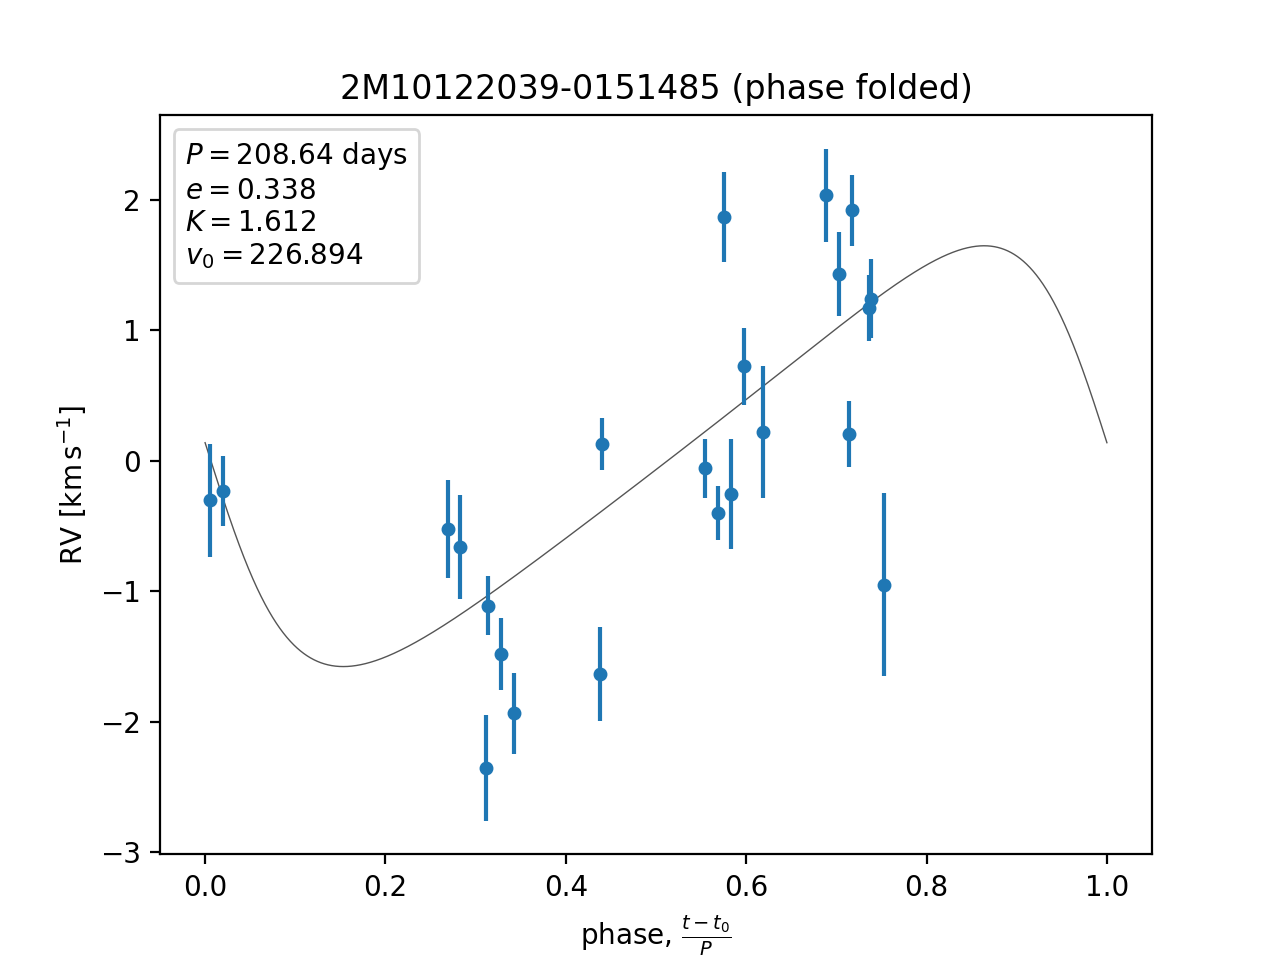 2M10122039-0151485 (phase folded)
P = 208.64 days
e = 0.338
K = 1.612
v₀ = 226.894
RV [km s⁻¹]
2
1
0
−1
−2
−3
0.0 0.2 0.4 0.6 0.8 1.0
phase, (t − t₀)/P